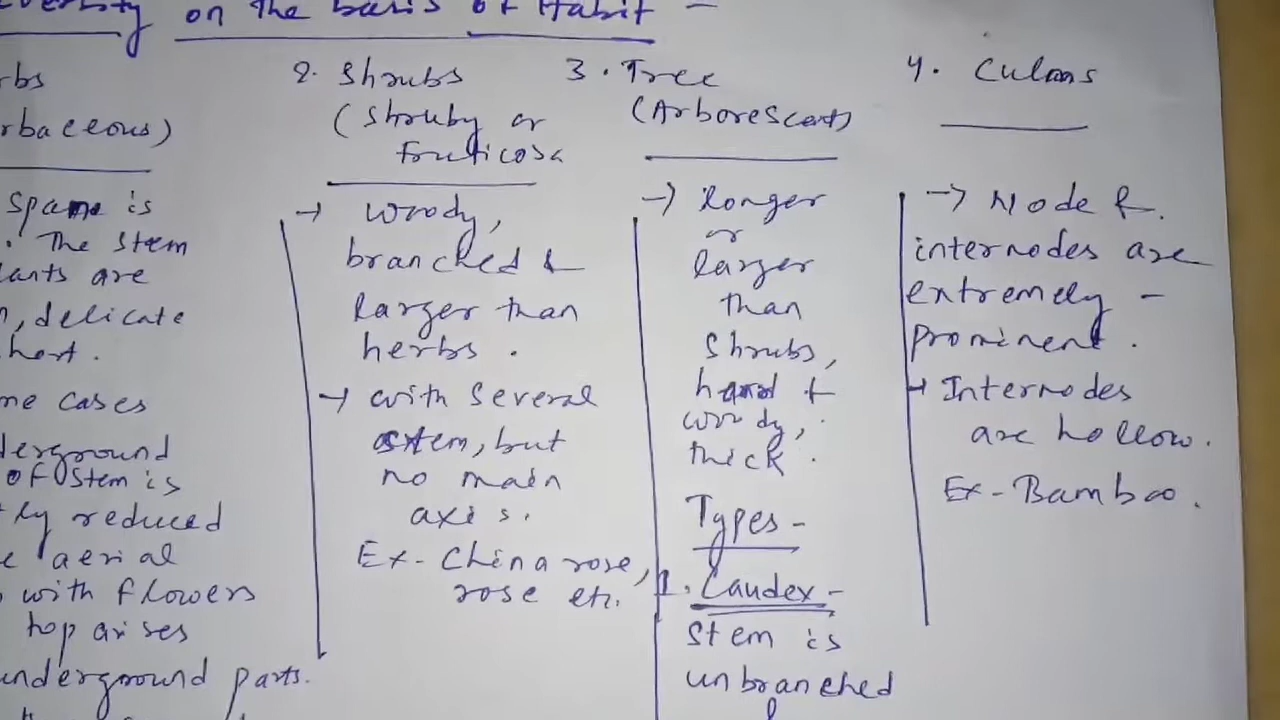 on the basis of Habit -
rbs
rbaceous)
spame is
. The stem
lants are
n, delicate
hort.
me cases
derground
of stem is
tly reduced
e aerial
with flowers
top arises
underground parts.
2. Shrubs
(Shruby or
fruticosa
→ woody,
branched &
larger than
herbs.
→ with several
stem, but
no main
axis.
Ex- China rose,
rose etc.
3. Tree
(Arborescent)
→ longer
or
larger
than
Shrubs,
hard &
woody,
thick.
Types-
1. Caudex-
Stem is
unbranched
4. Culms
→ Node &
internodes are
extremely -
prominent.
→ Internodes
are hollow.
Ex- Bamboo.